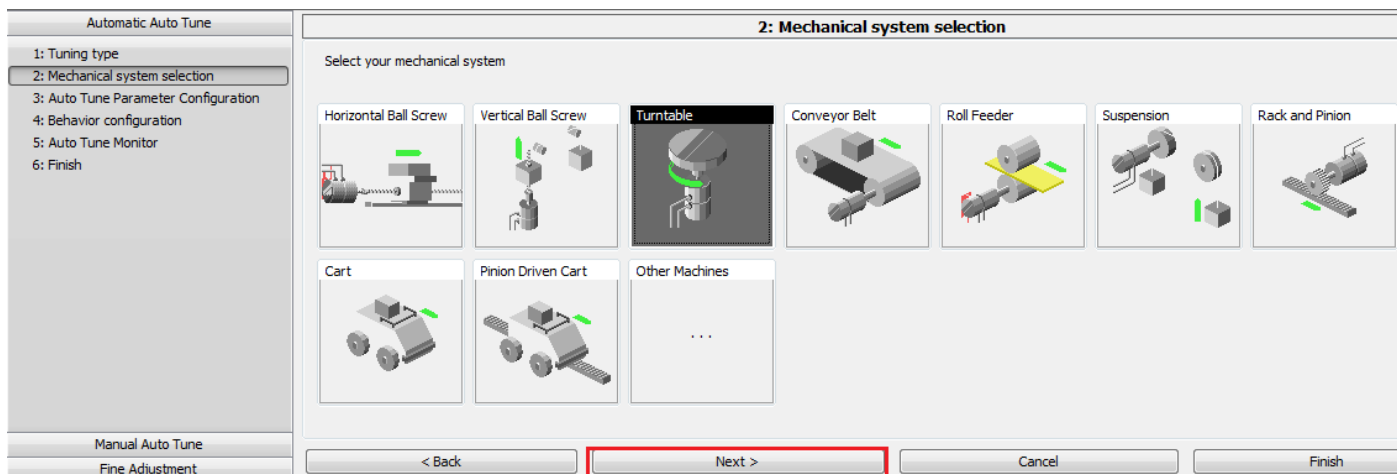 Automatic Auto Tune
1: Tuning type
2: Mechanical system selection
3: Auto Tune Parameter Configuration
4: Behavior configuration
5: Auto Tune Monitor
6: Finish
Manual Auto Tune
Fine Adjustment
2: Mechanical system selection
Select your mechanical system
Horizontal Ball Screw
Vertical Ball Screw
Turntable
Conveyor Belt
Roll Feeder
Suspension
Rack and Pinion
Cart
Pinion Driven Cart
Other Machines
...
< Back
Next >
Cancel
Finish